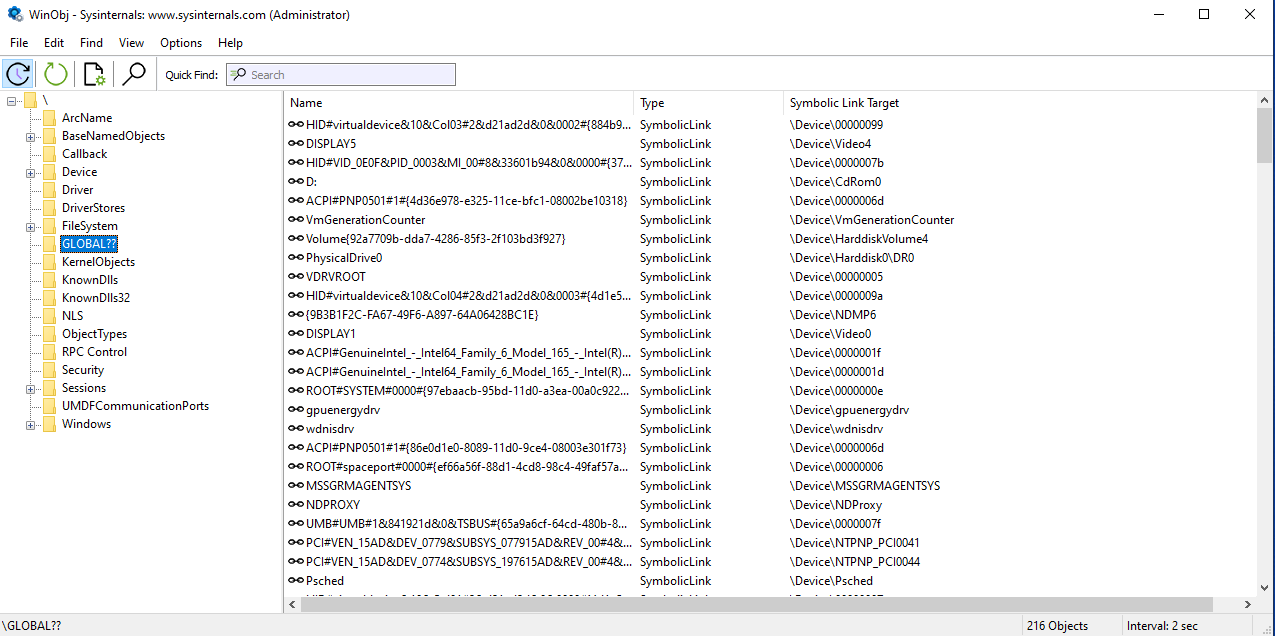 WinObj - Sysinternals: www.sysinternals.com (Administrator)
File Edit Find View Options Help
Quick Find: Search
\
ArcName
BaseNamedObjects
Callback
Device
Driver
DriverStores
FileSystem
GLOBAL??
KernelObjects
KnownDlls
KnownDlls32
NLS
ObjectTypes
RPC Control
Security
Sessions
UMDFCommunicationPorts
Windows
Name Type Symbolic Link Target
HID#virtualdevice&10&Col03#2&d21ad2d&0&0002#{884b9... SymbolicLink \Device\00000099
DISPLAY5 SymbolicLink \Device\Video4
HID#VID_0E0F&PID_0003&MI_00#8&33601b94&0&0000#{37... SymbolicLink \Device\0000007b
D: SymbolicLink \Device\CdRom0
ACPI#PNP0501#1#{4d36e978-e325-11ce-bfc1-08002be10318} SymbolicLink \Device\0000006d
VmGenerationCounter SymbolicLink \Device\VmGenerationCounter
Volume{92a7709b-dda7-4286-85f3-2f103bd3f927} SymbolicLink \Device\HarddiskVolume4
PhysicalDrive0 SymbolicLink \Device\Harddisk0\DR0
VDRVROOT SymbolicLink \Device\00000005
HID#virtualdevice&10&Col04#2&d21ad2d&0&0003#{4d1e5... SymbolicLink \Device\0000009a
{9B3B1F2C-FA67-49F6-A897-64A06428BC1E} SymbolicLink \Device\NDMP6
DISPLAY1 SymbolicLink \Device\Video0
ACPI#GenuineIntel_-_Intel64_Family_6_Model_165_-_Intel(R)... SymbolicLink \Device\0000001f
ACPI#GenuineIntel_-_Intel64_Family_6_Model_165_-_Intel(R)... SymbolicLink \Device\0000001d
ROOT#SYSTEM#0000#{97ebaacb-95bd-11d0-a3ea-00a0c922... SymbolicLink \Device\0000000e
gpuenergydrv SymbolicLink \Device\gpuenergydrv
wdnisdrv SymbolicLink \Device\wdnisdrv
ACPI#PNP0501#1#{86e0d1e0-8089-11d0-9ce4-08003e301f73} SymbolicLink \Device\0000006d
ROOT#spaceport#0000#{ef66a56f-88d1-4cd8-98c4-49faf57a... SymbolicLink \Device\00000006
MSSGRMAGENTSYS SymbolicLink \Device\MSSGRMAGENTSYS
NDPROXY SymbolicLink \Device\NDProxy
UMB#UMB#1&841921d&0&TSBUS#{65a9a6cf-64cd-480b-8... SymbolicLink \Device\0000007f
PCI#VEN_15AD&DEV_0779&SUBSYS_077915AD&REV_00#4&... SymbolicLink \Device\NTPNP_PCI0041
PCI#VEN_15AD&DEV_0774&SUBSYS_197615AD&REV_00#4&... SymbolicLink \Device\NTPNP_PCI0044
Psched SymbolicLink \Device\Psched
\GLOBAL?? 216 Objects Interval: 2 sec